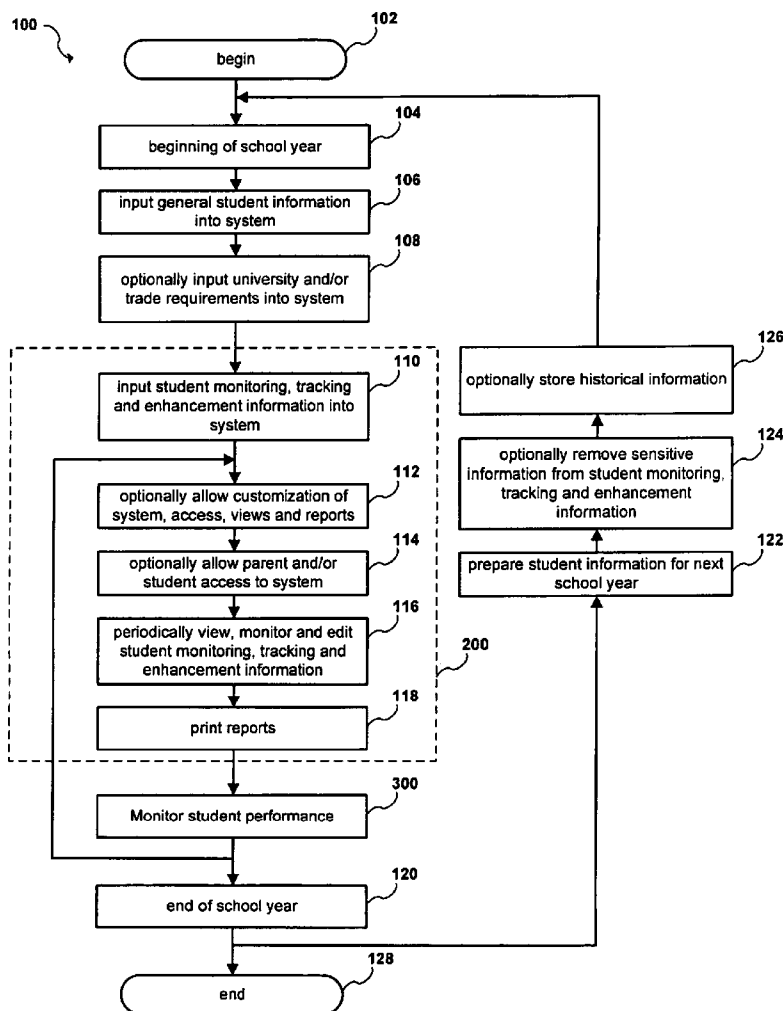 100
102
begin
104
beginning of school year
106
input general student information
into system
108
optionally input university and/or
trade requirements into system
110
input student monitoring, tracking
and enhancement information into
system
112
optionally allow customization of
system, access, views and reports
114
optionally allow parent and/or
student access to system
116
periodically view, monitor and edit
student monitoring, tracking and
enhancement information
200
118
print reports
300
Monitor student performance
120
end of school year
128
end
126
optionally store historical information
124
optionally remove sensitive
information from student monitoring,
tracking and enhancement
information
122
prepare student information for next
school year